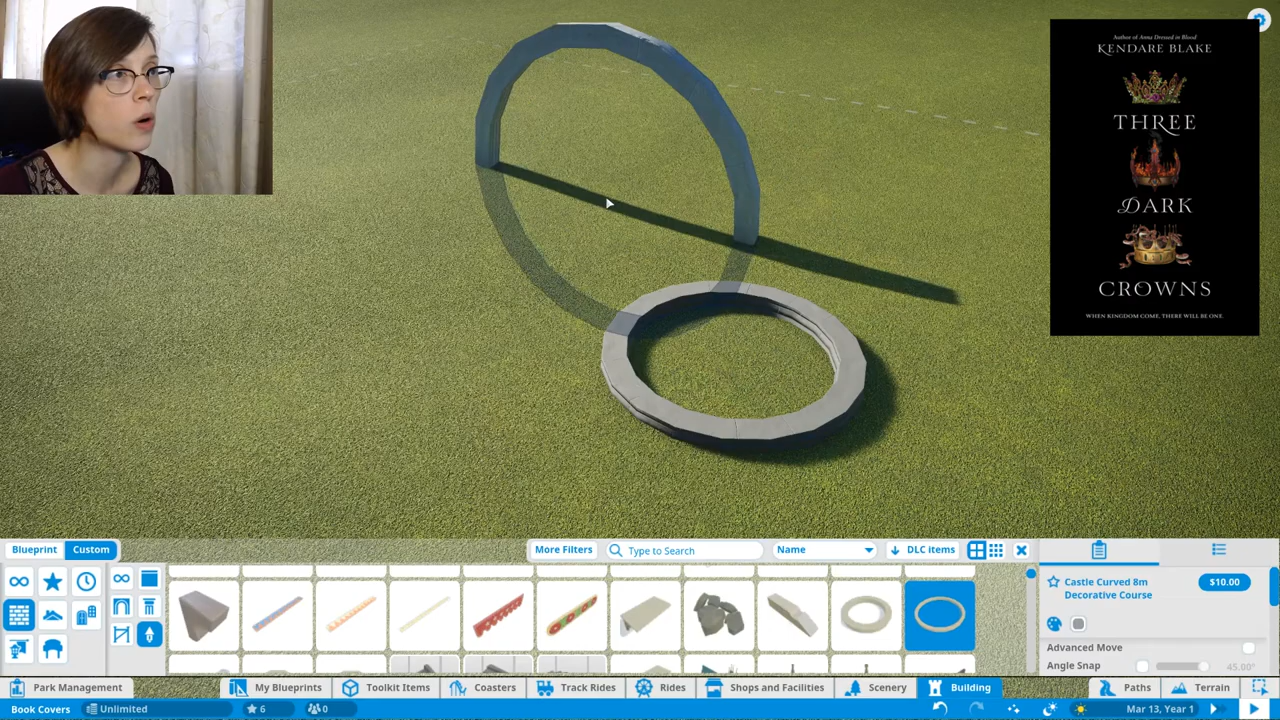 Author of Anna Dressed in Blood
KENDARE BLAKE
THREE
DARK
CROWNS
WHEN KINGDOM COME, THERE WILL BE ONE.
Blueprint
Custom
More Filters
Type to Search
Name
DLC items
Castle Curved 8m
Decorative Course
$10.00
Advanced Move
Angle Snap
45.00°
Park Management
My Blueprints
Toolkit Items
Coasters
Track Rides
Rides
Shops and Facilities
Scenery
Building
Paths
Terrain
Book Covers
Unlimited
6
0
Mar 13, Year 1